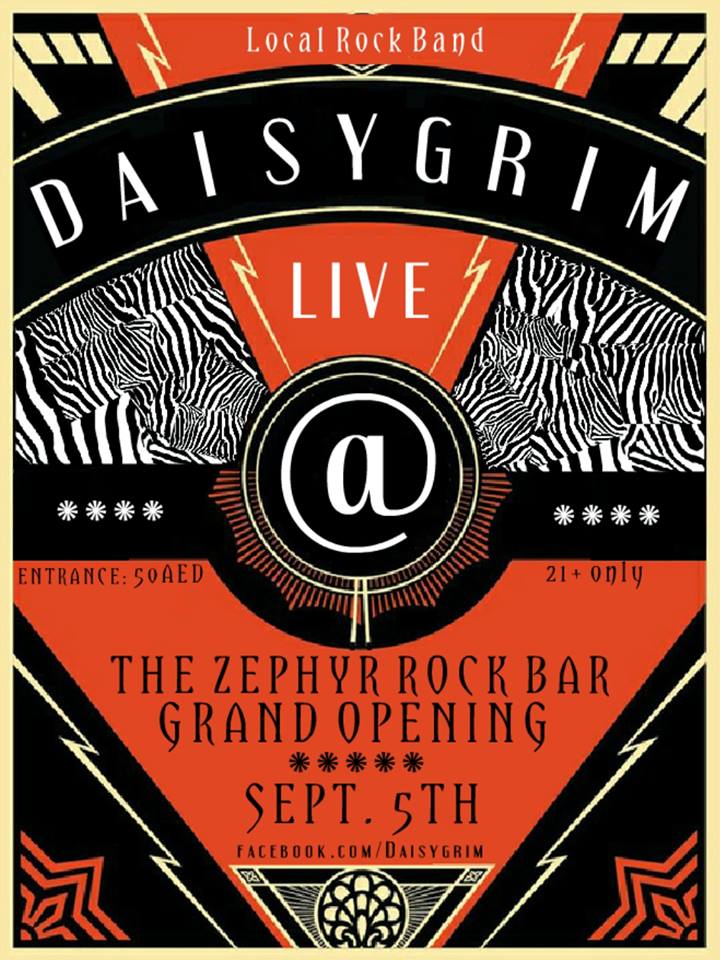 Local Rock Band
DAISYGRIM
LIVE
@
****
****
ENTRANCE: 50AED
21+ only
THE ZEPHYR ROCK BAR
GRAND OPENING
*****
SEPT. 5TH
FACEBOOK.COM/DAISYGRIM